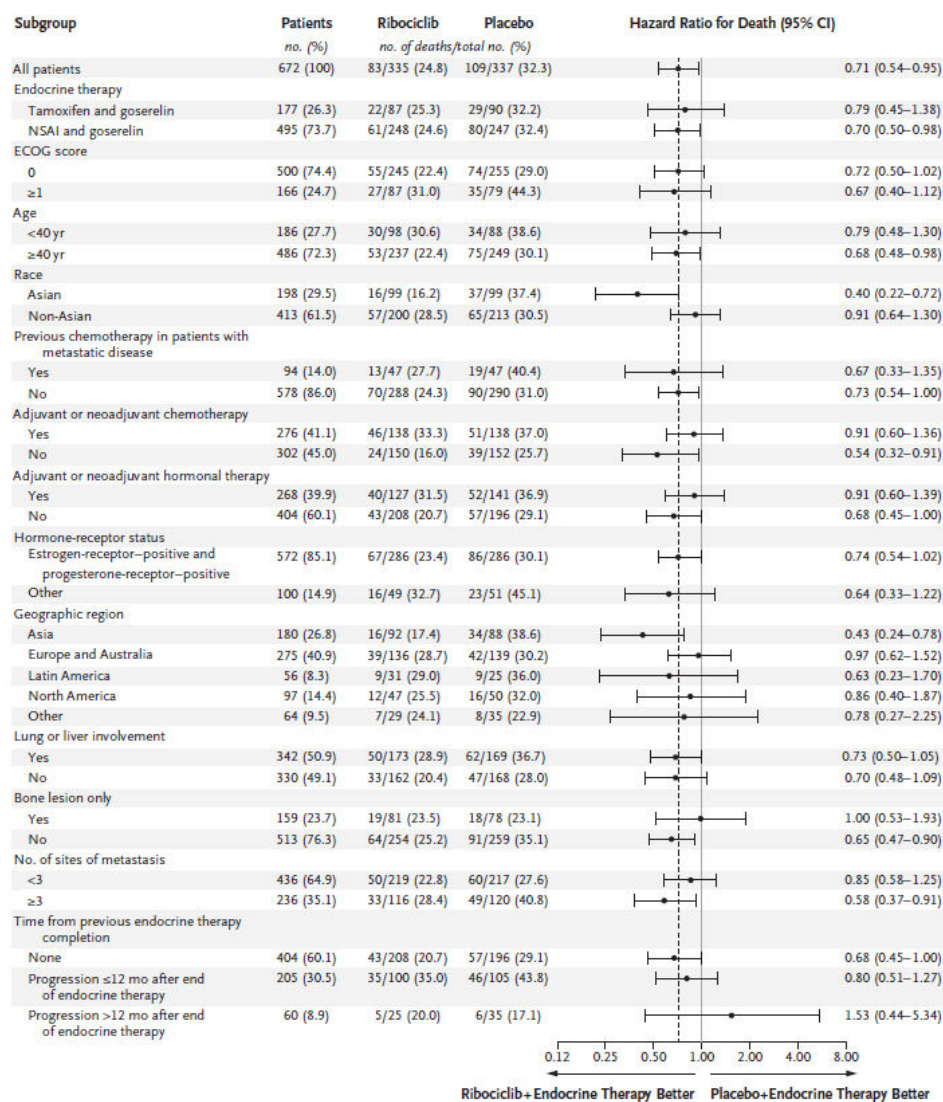 Subgroup Patients Ribociclib Placebo Hazard Ratio for Death (95% CI)
no. (%) no. of deaths/total no. (%)
All patients 672 (100) 83/335 (24.8) 109/337 (32.3) 0.71 (0.54–0.95)
Endocrine therapy
Tamoxifen and goserelin 177 (26.3) 22/87 (25.3) 29/90 (32.2) 0.79 (0.45–1.38)
NSAI and goserelin 495 (73.7) 61/248 (24.6) 80/247 (32.4) 0.70 (0.50–0.98)
ECOG score
0 500 (74.4) 55/245 (22.4) 74/255 (29.0) 0.72 (0.50–1.02)
≥1 166 (24.7) 27/87 (31.0) 35/79 (44.3) 0.67 (0.40–1.12)
Age
<40 yr 186 (27.7) 30/98 (30.6) 34/88 (38.6) 0.79 (0.48–1.30)
≥40 yr 486 (72.3) 53/237 (22.4) 75/249 (30.1) 0.68 (0.48–0.98)
Race
Asian 198 (29.5) 16/99 (16.2) 37/99 (37.4) 0.40 (0.22–0.72)
Non-Asian 413 (61.5) 57/200 (28.5) 65/213 (30.5) 0.91 (0.64–1.30)
Previous chemotherapy in patients with
metastatic disease
Yes 94 (14.0) 13/47 (27.7) 19/47 (40.4) 0.67 (0.33–1.35)
No 578 (86.0) 70/288 (24.3) 90/290 (31.0) 0.73 (0.54–1.00)
Adjuvant or neoadjuvant chemotherapy
Yes 276 (41.1) 46/138 (33.3) 51/138 (37.0) 0.91 (0.60–1.36)
No 302 (45.0) 24/150 (16.0) 39/152 (25.7) 0.54 (0.32–0.91)
Adjuvant or neoadjuvant hormonal therapy
Yes 268 (39.9) 40/127 (31.5) 52/141 (36.9) 0.91 (0.60–1.39)
No 404 (60.1) 43/208 (20.7) 57/196 (29.1) 0.68 (0.45–1.00)
Hormone-receptor status
Estrogen-receptor–positive and 572 (85.1) 67/286 (23.4) 86/286 (30.1) 0.74 (0.54–1.02)
progesterone-receptor–positive
Other 100 (14.9) 16/49 (32.7) 23/51 (45.1) 0.64 (0.33–1.22)
Geographic region
Asia 180 (26.8) 16/92 (17.4) 34/88 (38.6) 0.43 (0.24–0.78)
Europe and Australia 275 (40.9) 39/136 (28.7) 42/139 (30.2) 0.97 (0.62–1.52)
Latin America 56 (8.3) 9/31 (29.0) 9/25 (36.0) 0.63 (0.23–1.70)
North America 97 (14.4) 12/47 (25.5) 16/50 (32.0) 0.86 (0.40–1.87)
Other 64 (9.5) 7/29 (24.1) 8/35 (22.9) 0.78 (0.27–2.25)
Lung or liver involvement
Yes 342 (50.9) 50/173 (28.9) 62/169 (36.7) 0.73 (0.50–1.05)
No 330 (49.1) 33/162 (20.4) 47/168 (28.0) 0.70 (0.48–1.09)
Bone lesion only
Yes 159 (23.7) 19/81 (23.5) 18/78 (23.1) 1.00 (0.53–1.93)
No 513 (76.3) 64/254 (25.2) 91/259 (35.1) 0.65 (0.47–0.90)
No. of sites of metastasis
<3 436 (64.9) 50/219 (22.8) 60/217 (27.6) 0.85 (0.58–1.25)
≥3 236 (35.1) 33/116 (28.4) 49/120 (40.8) 0.58 (0.37–0.91)
Time from previous endocrine therapy
completion
None 404 (60.1) 43/208 (20.7) 57/196 (29.1) 0.68 (0.45–1.00)
Progression ≤12 mo after end 205 (30.5) 35/100 (35.0) 46/105 (43.8) 0.80 (0.51–1.27)
of endocrine therapy
Progression >12 mo after end 60 (8.9) 5/25 (20.0) 6/35 (17.1) 1.53 (0.44–5.34)
of endocrine therapy
0.12 0.25 0.50 1.00 2.00 4.00 8.00
Ribociclib+Endocrine Therapy Better Placebo+Endocrine Therapy Better